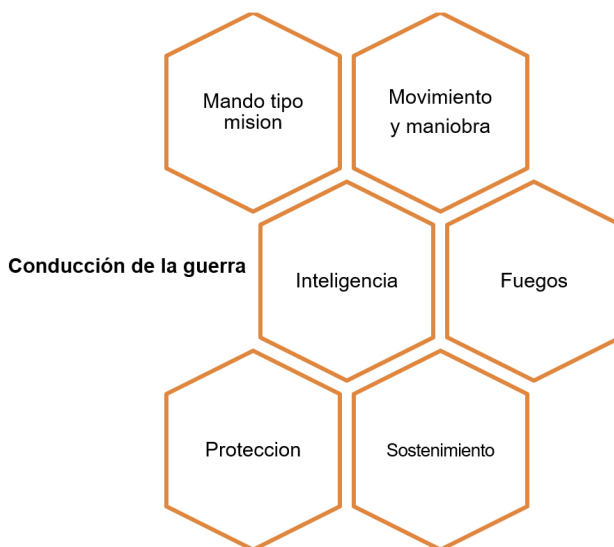 Mando tipo
mision
Movimiento
y maniobra
Conducción de la guerra
Inteligencia
Fuegos
Proteccion
Sostenimiento